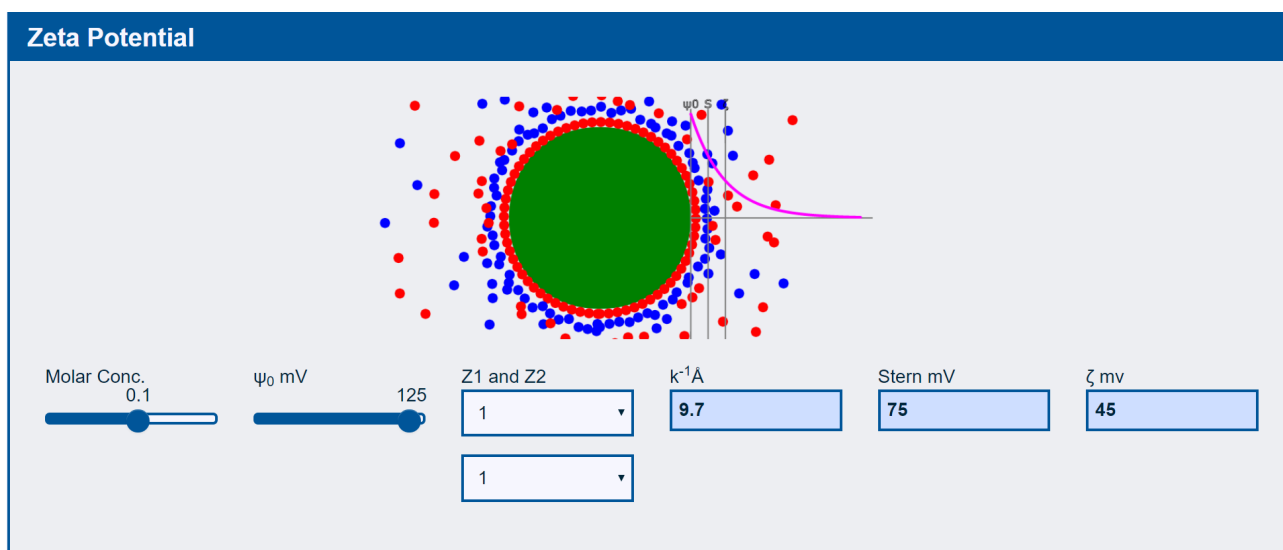 Zeta Potential
ψ0 S ζ
Molar Conc.
0.1
ψ₀ mV
125
Z1 and Z2
1
1
k⁻¹Å
9.7
Stern mV
75
ζ mv
45